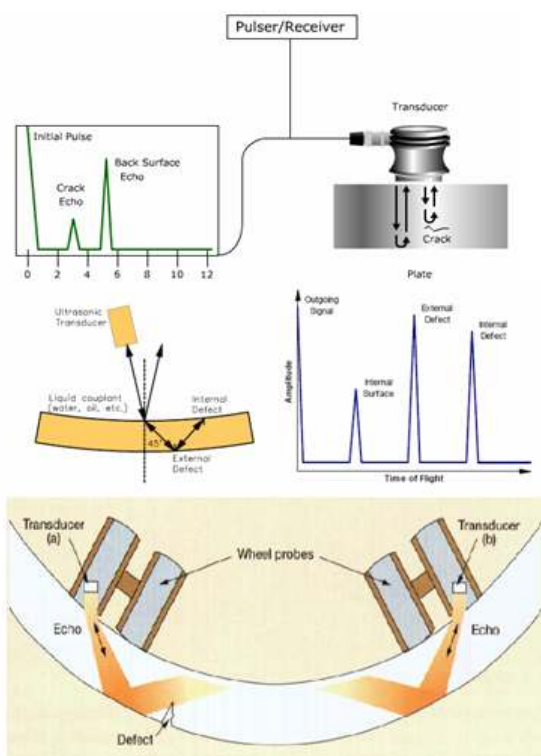 Pulser/Receiver
Transducer
Initial Pulse
Back Surface
Echo
Crack
Echo
Crack
0 2 4 6 8 10 12
Plate
Ultrasonic
Transducer
Liquid couplant
(water, oil, etc.)
Internal
Defect
45°
External
Defect
Outgoing
Signal
External
Defect
Internal
Defect
Internal
Surface
Amplitude
Time of Flight
Transducer
(a)
Wheel probes
Transducer
(b)
Echo
Echo
Defect